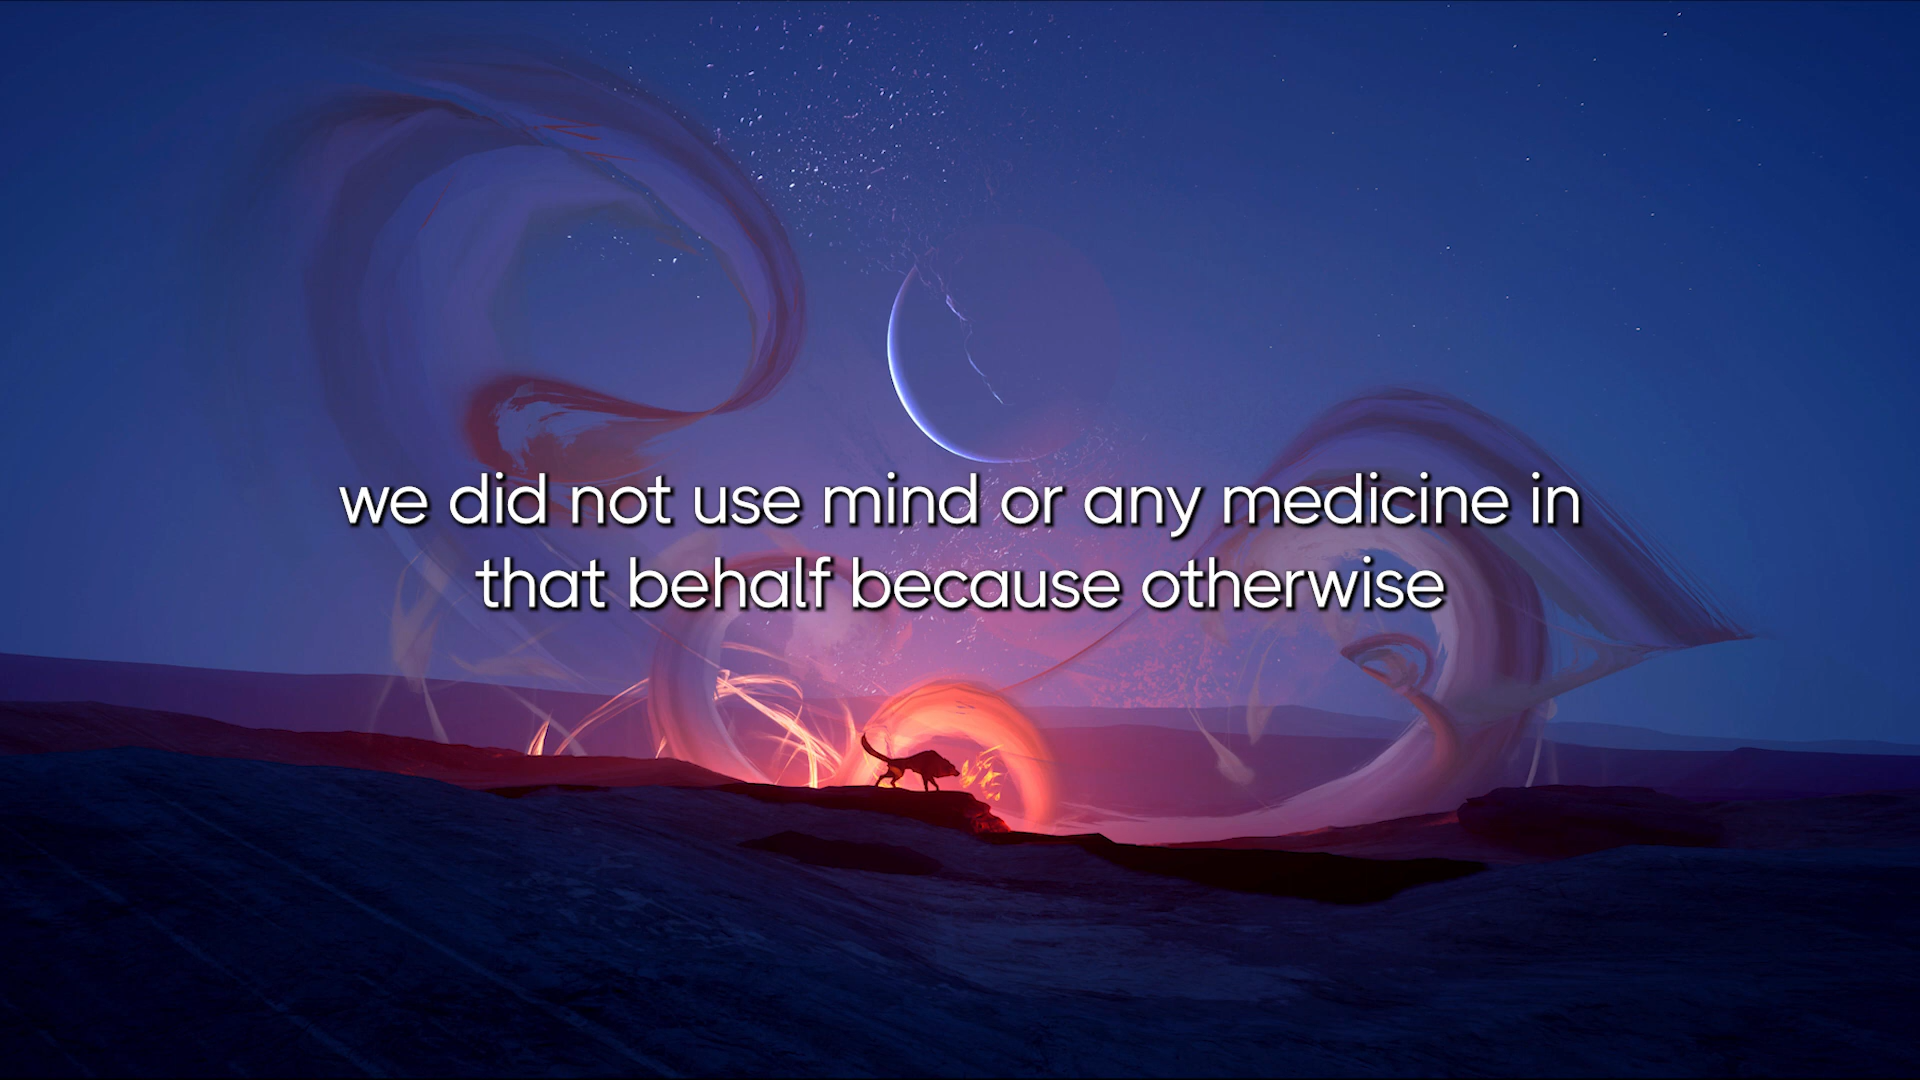 we did not use mind or any medicine in
that behalf because otherwise